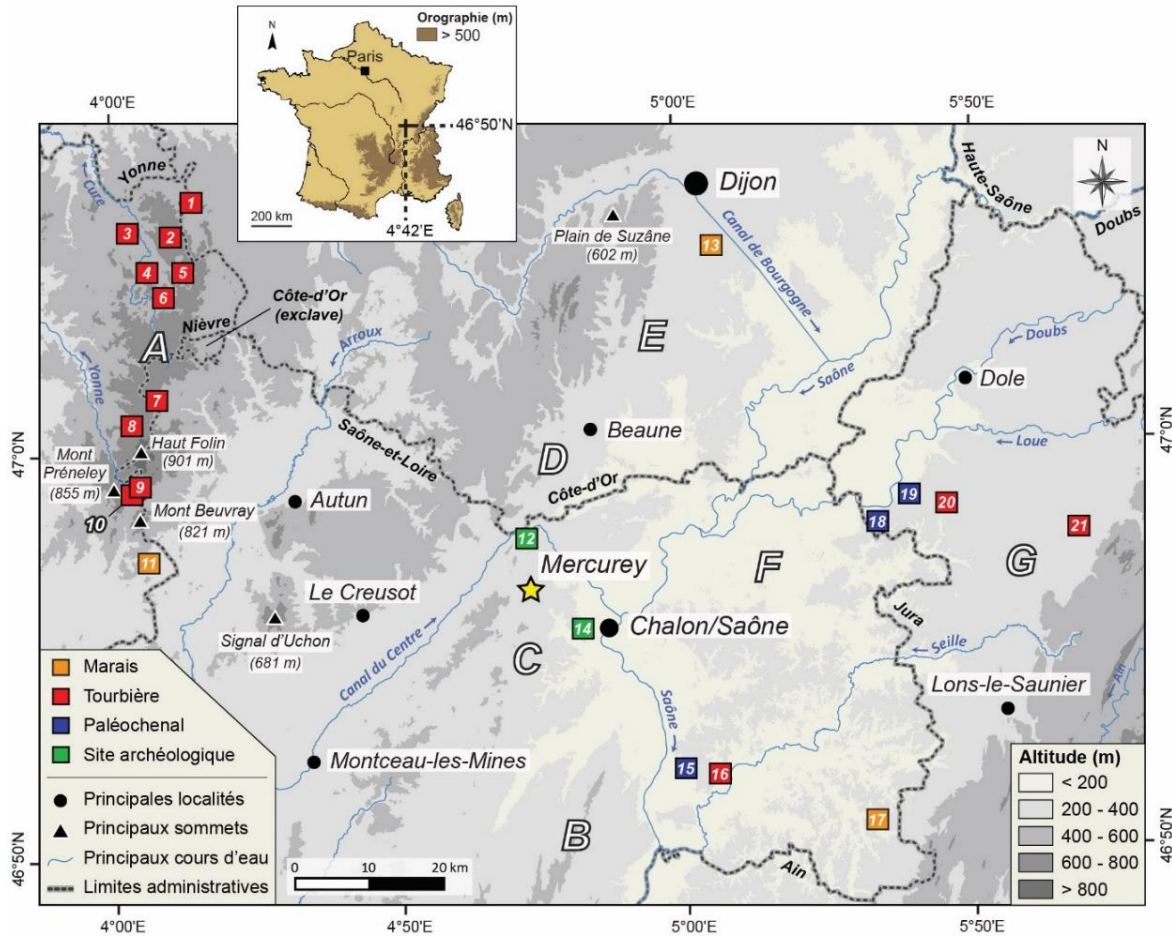 N
Orographie (m)
> 500
Paris
46°50'N
200 km
4°42'E
4°00'E
5°00'E
5°50'E
N
Yonne
Cure
Haute-Saône
Doubs
1
Dijon
3
2
Plain de Suzâne
(602 m)
13
Canal de Bourgogne
4
5
6
Côte-d'Or
(exclave)
Nièvre
A
E
Arroux
Doubs
Yonne
Saône
Dole
7
8
Beaune
Loue
47°0'N
47°0'N
Haut Folin
(901 m)
Mont
Préneley
(855 m)
Saône-et-Loire
D
Côte-d'Or
9
10
Autun
19
20
Mont Beuvray
(821 m)
18
21
12
11
Mercurey
F
G
Le Creusot
Jura
14
Chalon/Saône
Signal d'Uchon
(681 m)
Canal du Centre
C
Seille
Ain
Lons-le-Saunier
Saône
Marais
Tourbière
Paléochenal
Site archéologique
Montceau-les-Mines
15
16
Principales localités
Principaux sommets
Principaux cours d'eau
Limites administratives
17
B
Ain
0
10
20 km
Altitude (m)
< 200
200 - 400
400 - 600
600 - 800
> 800
46°50'N
46°50'N
4°00'E
4°50'E
5°00'E
5°50'E